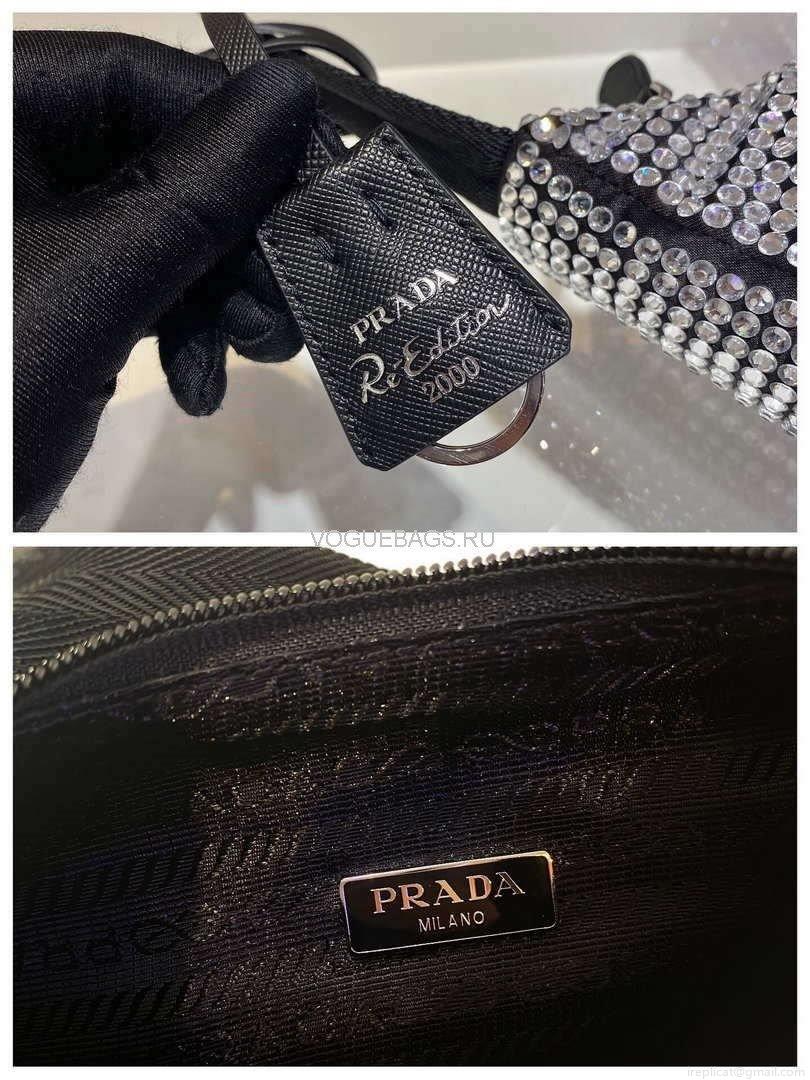 PRADA
Re-Edition
2000
VOGUEBAGS.RU
PRADA
MILANO
ireplicat@gmail.com